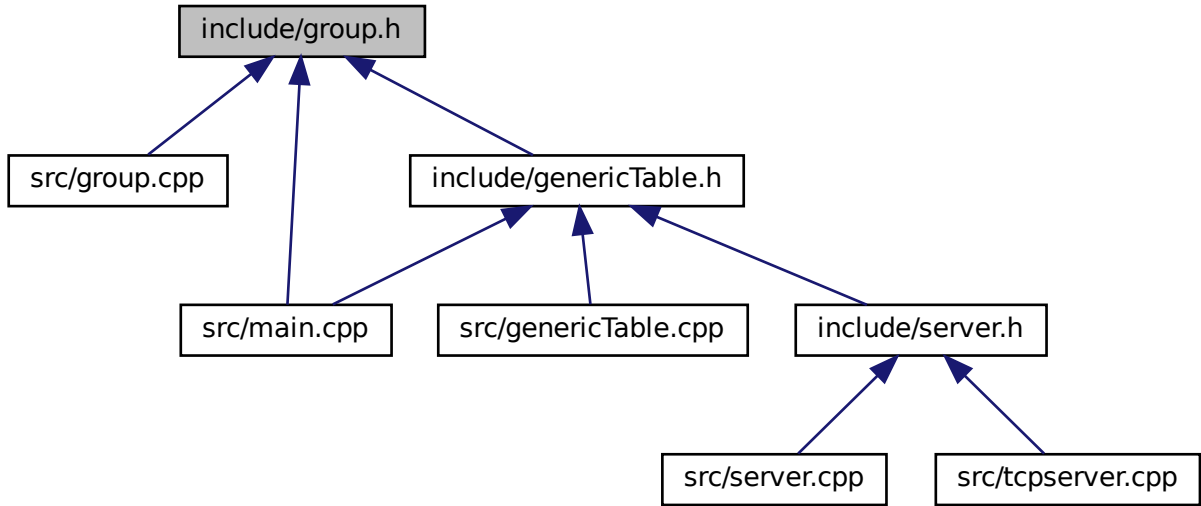 include/group.h
src/group.cpp
include/genericTable.h
src/main.cpp
src/genericTable.cpp
include/server.h
src/server.cpp
src/tcpserver.cpp